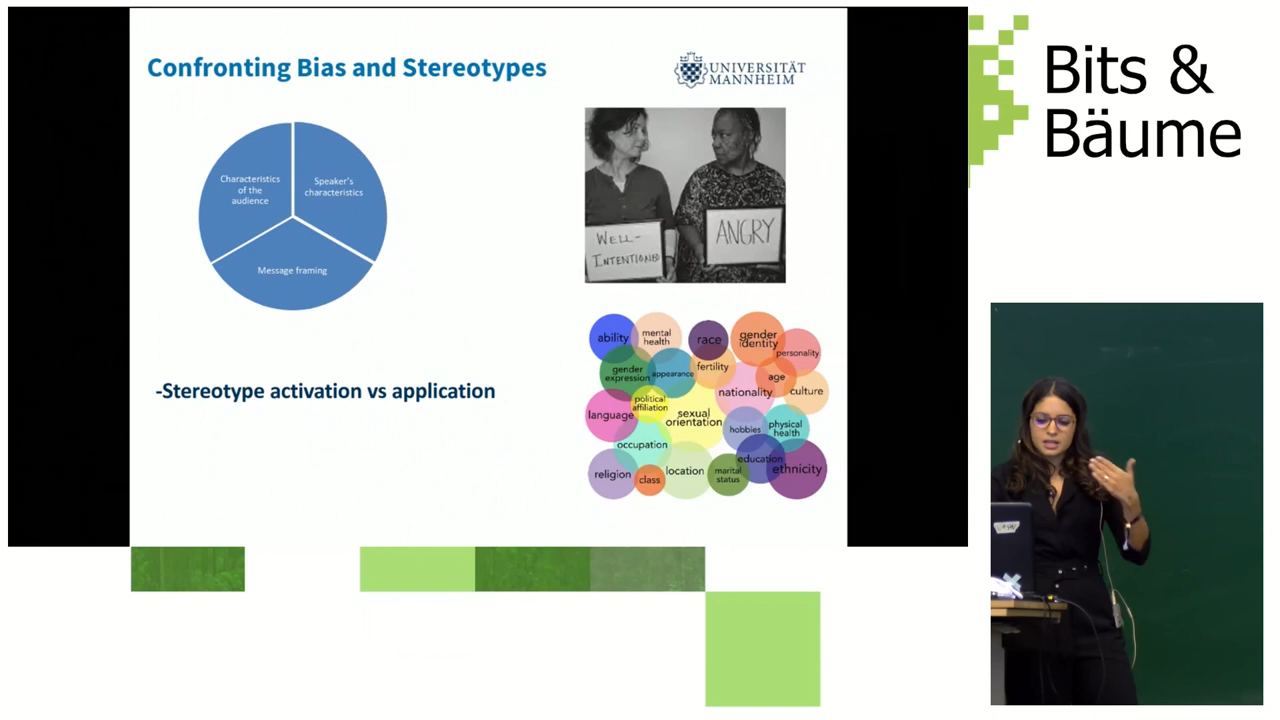 Confronting Bias and Stereotypes
UNIVERSITÄT
MANNHEIM
Bits &
Bäume
Characteristics
of the
audience
Speaker's
characteristics
Message framing
WELL-
INTENTIONED
ANGRY
-Stereotype activation vs application
ability
mental
health
race
gender
identity
personality
gender
expression
appearance
fertility
age
nationality
culture
language
political
affiliation
sexual
orientation
hobbies
physical
health
occupation
education
religion
class
location
marital
status
ethnicity